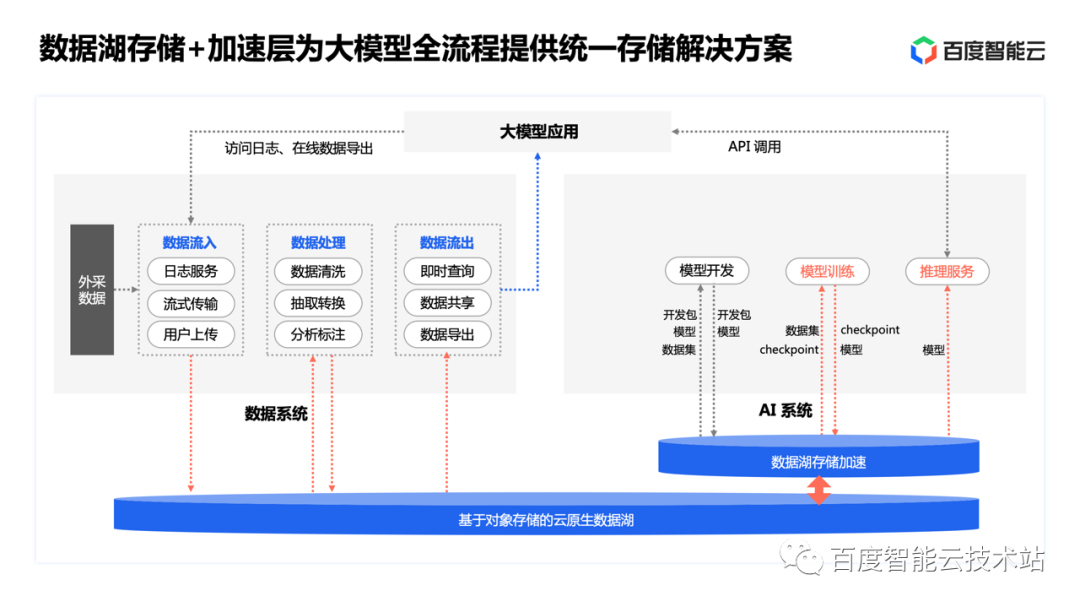 数据湖存储+加速层为大模型全流程提供统一存储解决方案
百度智能云
大模型应用
访问日志、在线数据导出
API 调用
外采
数据
数据流入
日志服务
流式传输
用户上传
数据处理
数据清洗
抽取转换
分析标注
数据流出
即时查询
数据共享
数据导出
数据系统
模型开发
模型训练
推理服务
开发包
模型
数据集
开发包
模型
数据集
checkpoint
checkpoint
模型
模型
AI 系统
数据湖存储加速
基于对象存储的云原生数据湖
百度智能云技术站